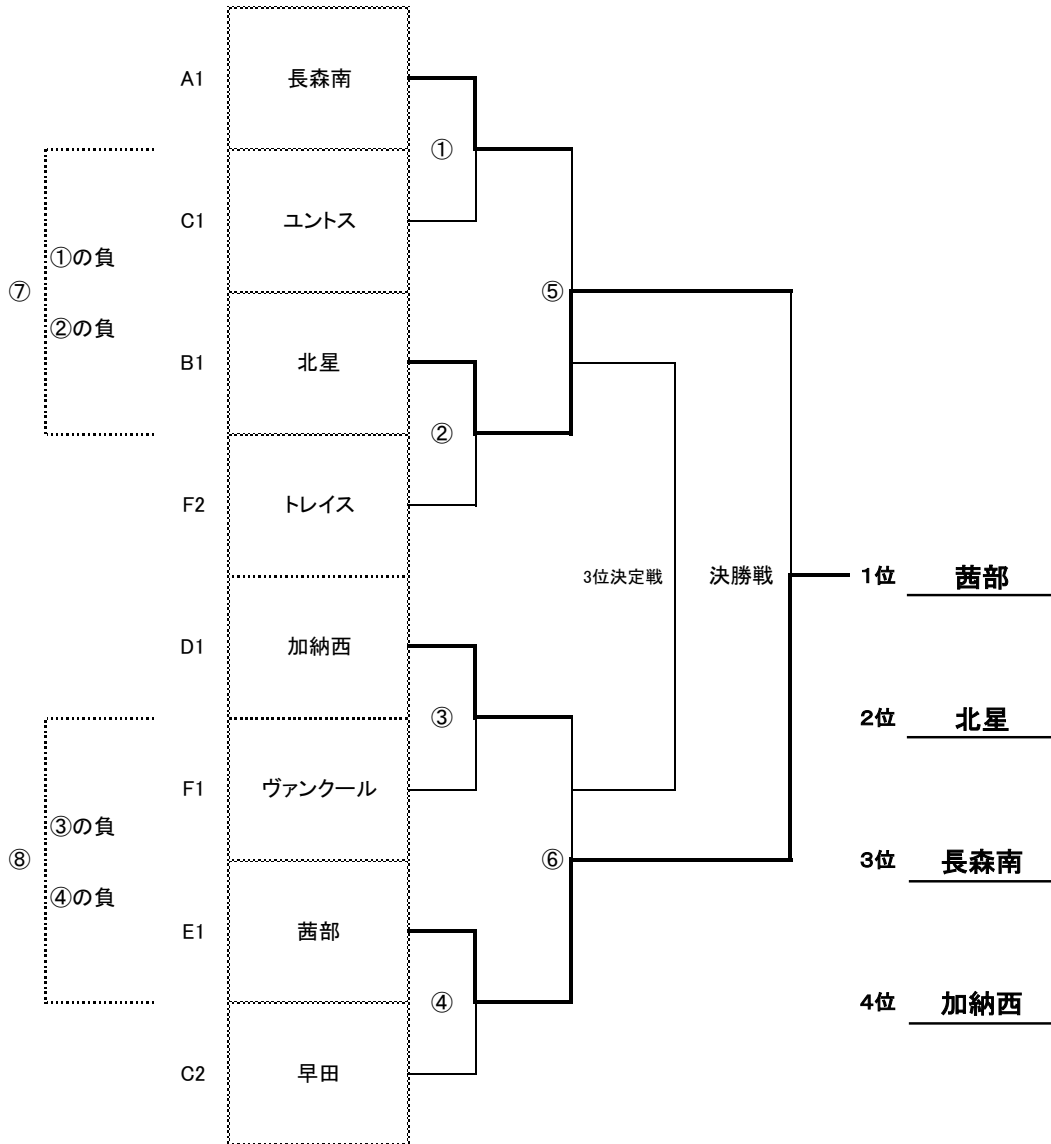 A1 長森南
①
C1 ユントス
①の負
⑦ ⑤
②の負
B1 北星
②
F2 トレイス
3位決定戦 決勝戦 1位 茜部
D1 加納西
③ 2位 北星
F1 ヴァンクール
③の負
⑧ ⑥ 3位 長森南
④の負
E1 茜部
④ 4位 加納西
C2 早田